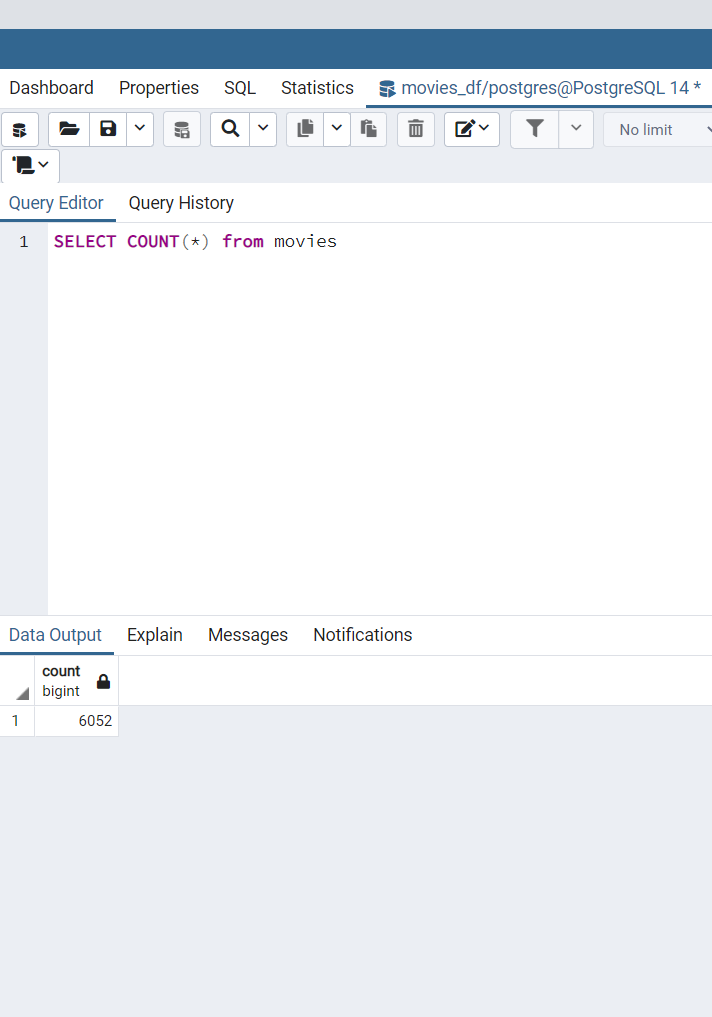 Dashboard Properties SQL Statistics movies_df/postgres@PostgreSQL 14 *
No limit
Query Editor Query History
1 SELECT COUNT(*) from movies
Data Output Explain Messages Notifications
count
bigint
1 6052